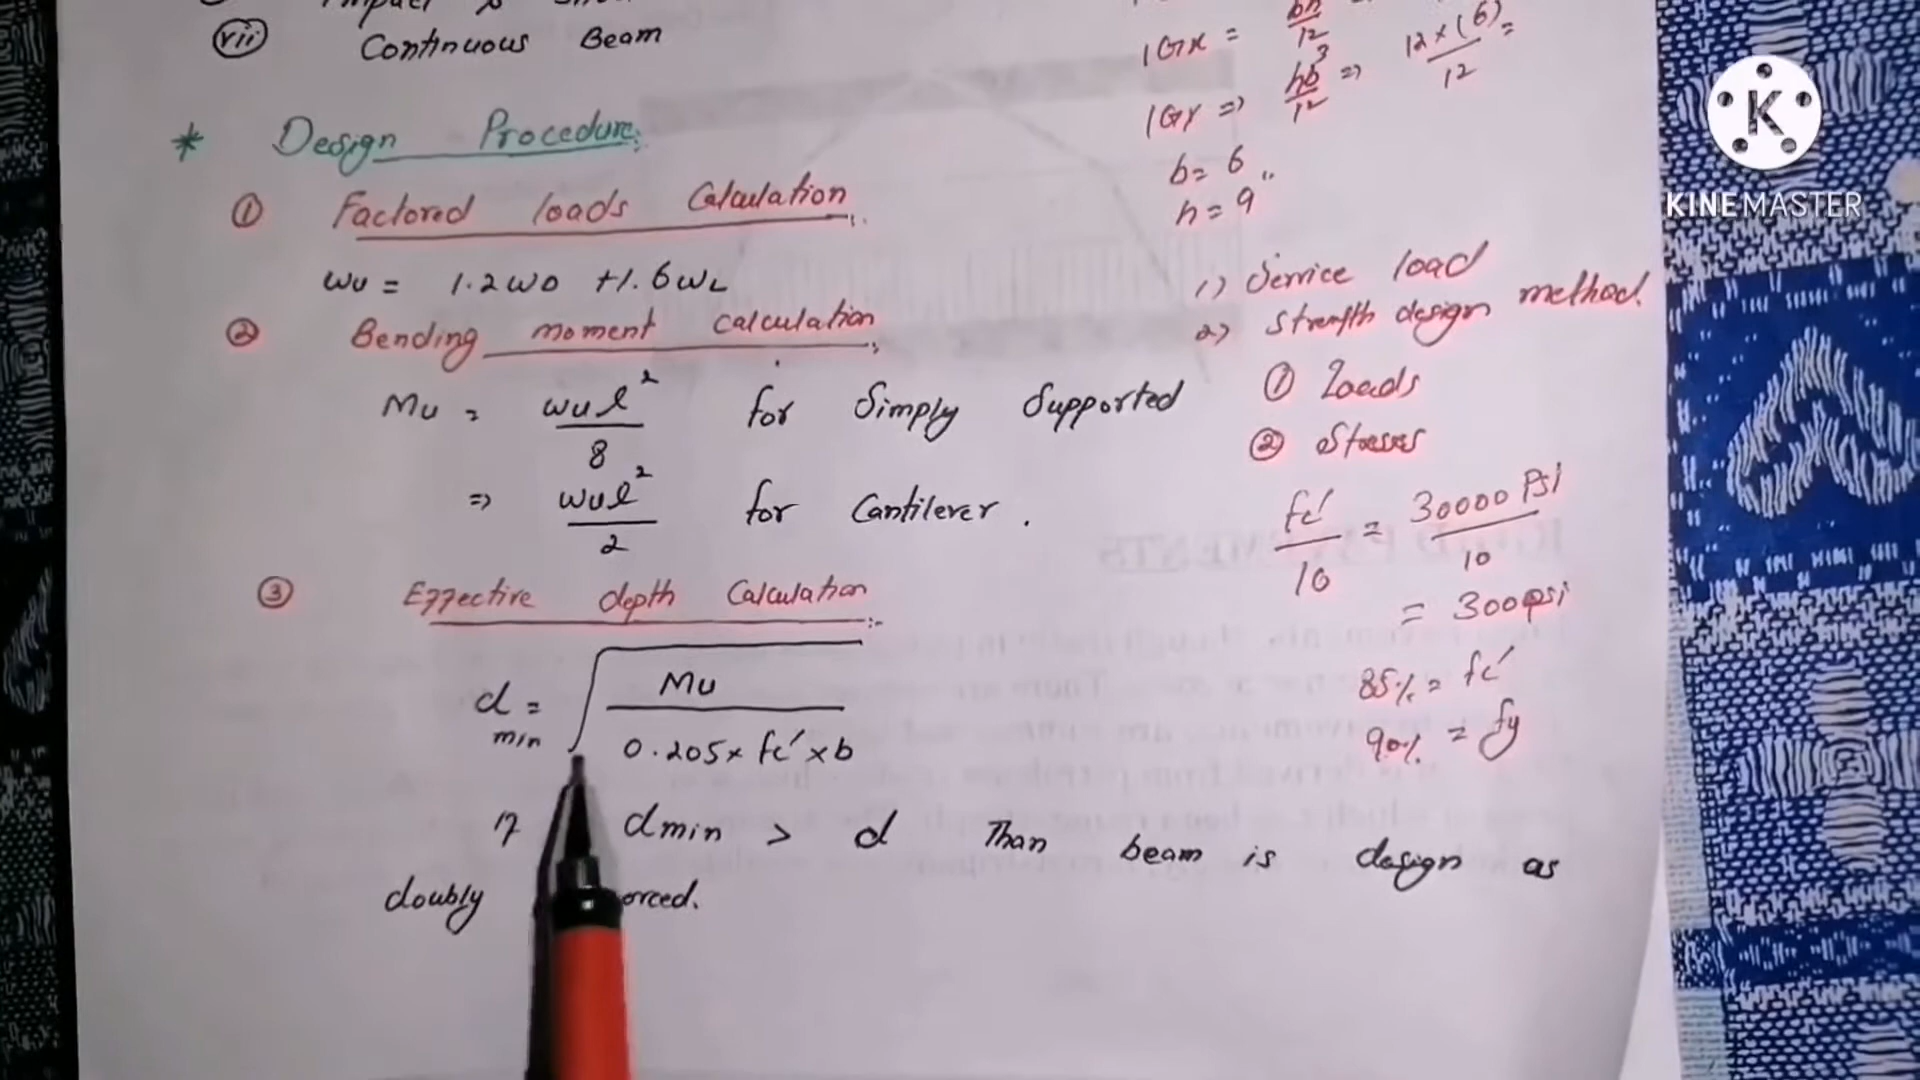 vii Continuous Beam
* Design Procedure:
① Factored loads Calculation :-
wu = 1.2wD +1.6wL
② Bending moment calculation :-
Mu = wul²/8 for Simply Supported
=> wul²/2 for Cantilever.
③ Effective depth Calculation :-
dmin = √ Mu / 0.205 x fc' x b
If dmin > d Than beam is design as
doubly orced.
IGx = bh/12
IGy => hb³/12 => 12 x (6)/12 =
b = 6"
h = 9
1) Service load
2) Strength design method.
① Loads
② Stresses
fc'/10 = 30000 Psi/10
= 300psi
85% = fc'
90% = fy
K
KINEMASTER